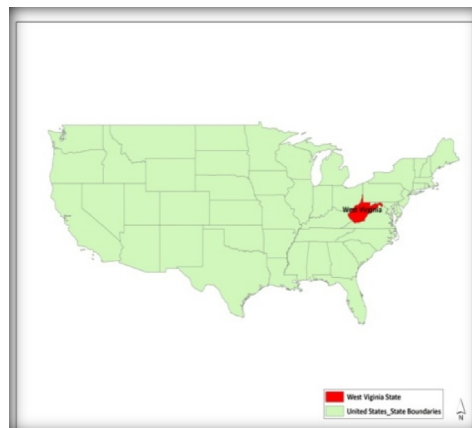 West Virginia
West Viginia State
United States_State Boundaries
N